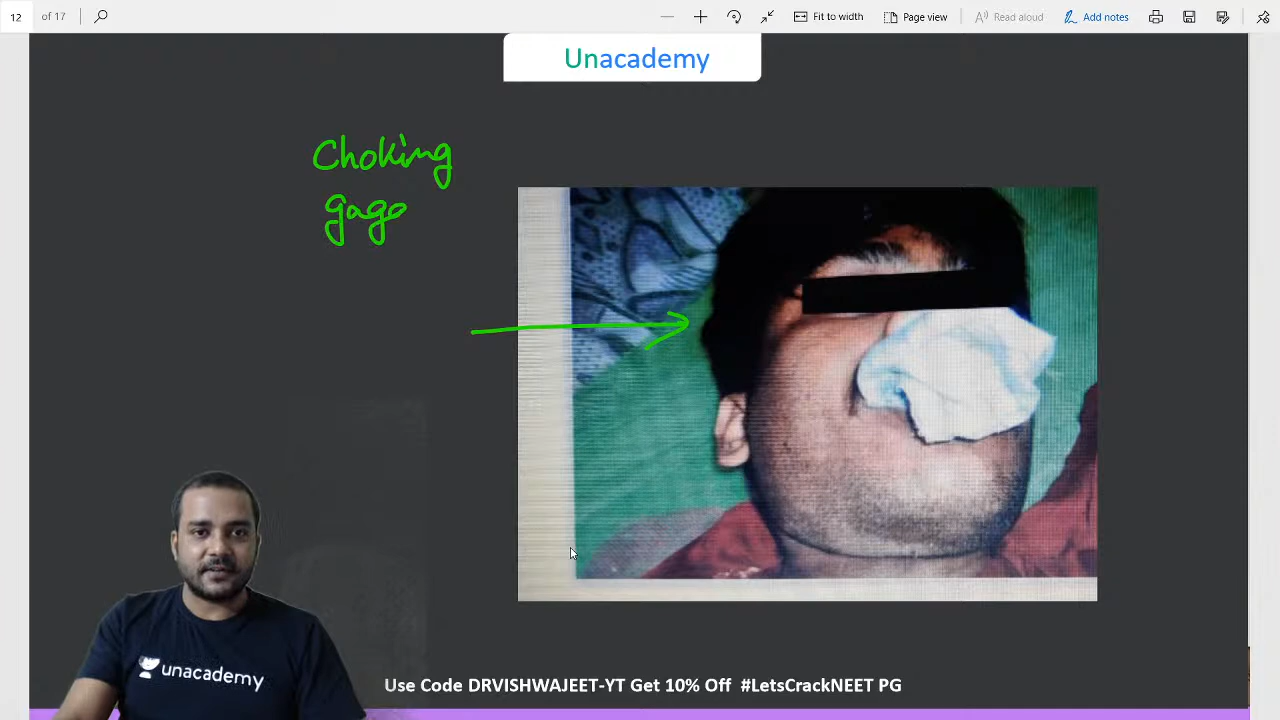 12 of 17 Fit to width Page view Read aloud Add notes
Unacademy
Choking
gago
unacademy
Use Code DRVISHWAJEET-YT Get 10% Off #LetsCrackNEET PG